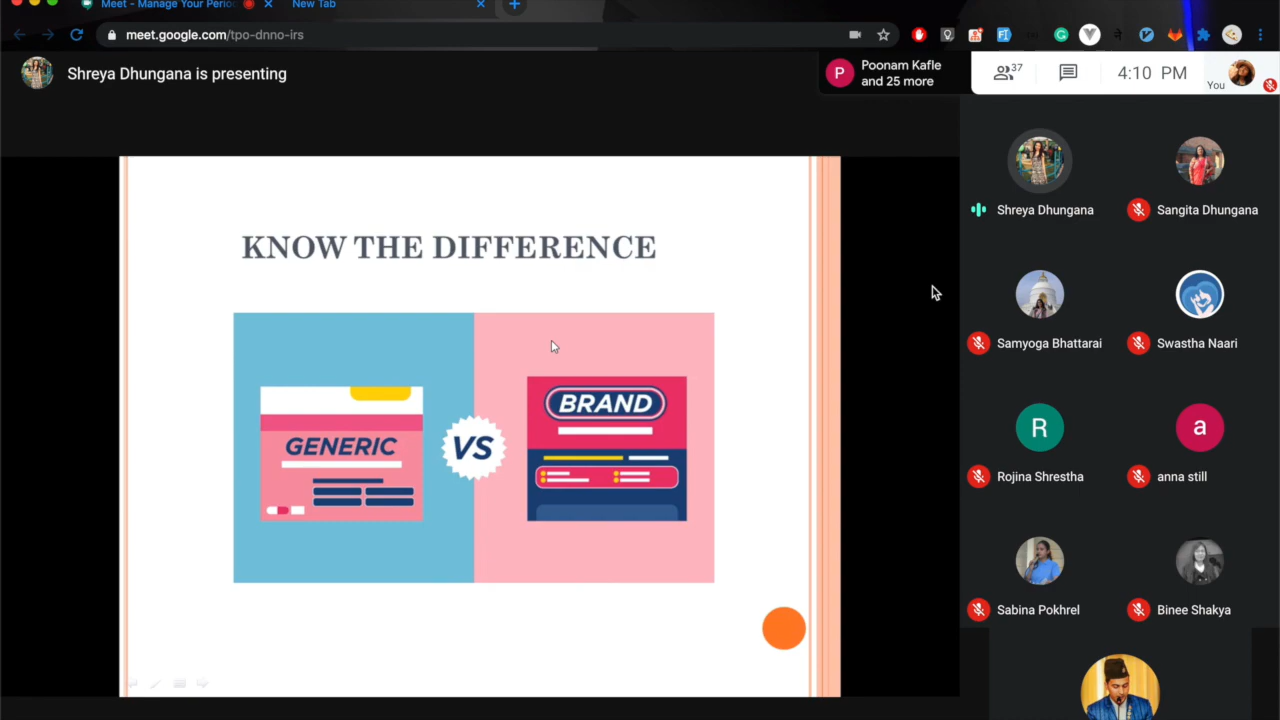 Meet - Manage Your Perio
New Tab
meet.google.com/tpo-dnno-irs
Shreya Dhungana is presenting
P
Poonam Kafle
and 25 more
37
4:10 PM
You
KNOW THE DIFFERENCE
GENERIC
VS
BRAND
Shreya Dhungana
Sangita Dhungana
Samyoga Bhattarai
Swastha Naari
R
a
Rojina Shrestha
anna still
Sabina Pokhrel
Binee Shakya